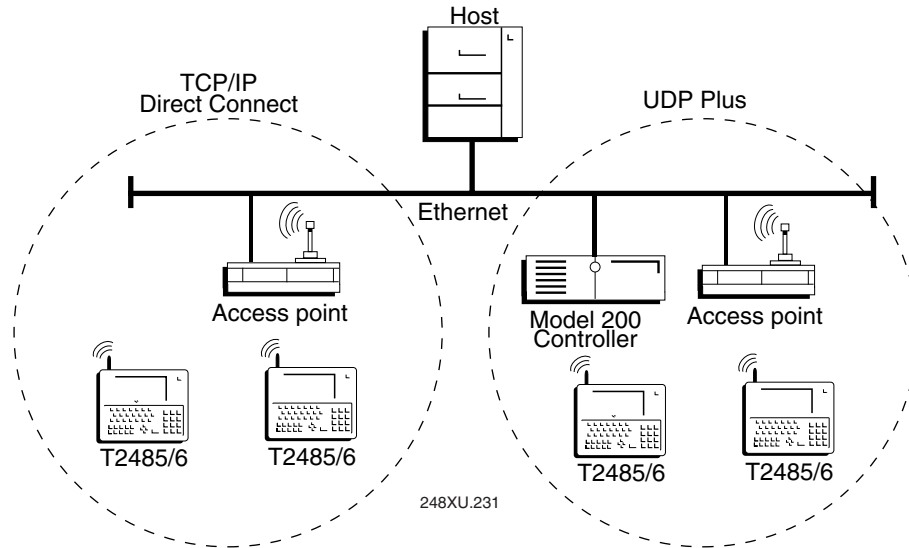 Host
TCP/IP
Direct Connect
UDP Plus
Ethernet
Access point
Model 200
Controller
Access point
T2485/6
T2485/6
T2485/6
T2485/6
248XU.231